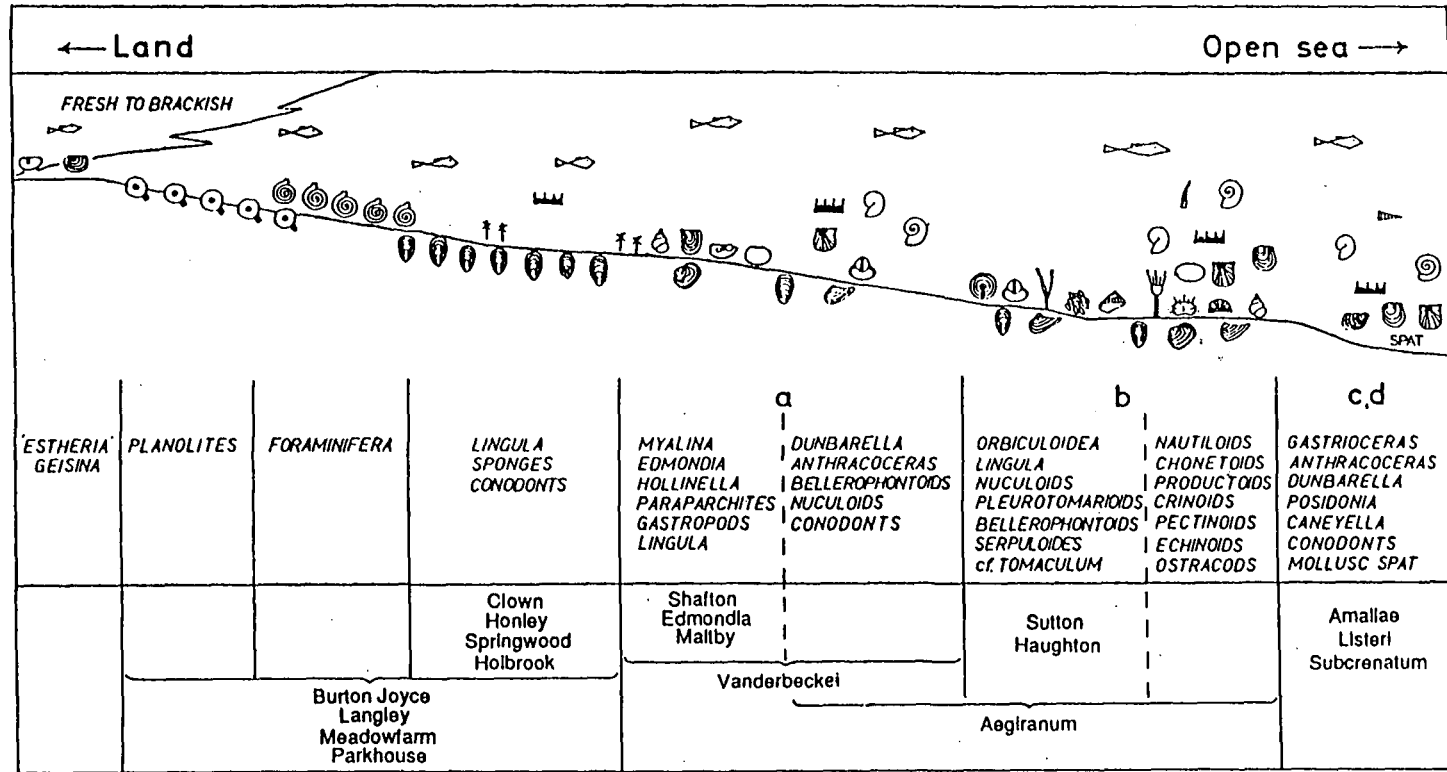 ← Land
Open sea →
FRESH TO BRACKISH
SPAT
a
b
c,d
'ESTHERIA'
GEISINA
PLANOLITES
FORAMINIFERA
LINGULA
SPONGES
CONODONTS
MYALINA
EDMONDIA
HOLLINELLA
PARAPARCHITES
GASTROPODS
LINGULA
DUNBARELLA
ANTHRACOCERAS
BELLEROPHONTOIDS
NUCULOIDS
CONODONTS
ORBICULOIDEA
LINGULA
NUCULOIDS
PLEUROTOMARIOIDS
BELLEROPHONTOIDS
SERPULOIDES
cf. TOMACULUM
NAUTILOIDS
CHONETOIDS
PRODUCTOIDS
CRINOIDS
PECTINOIDS
ECHINOIDS
OSTRACODS
GASTRIOCERAS
ANTHRACOCERAS
DUNBARELLA
POSIDONIA
CANEYELLA
CONODONTS
MOLLUSC SPAT
Clown
Honley
Springwood
Holbrook
Shafton
Edmondia
Maltby
Sutton
Haughton
Amaliae
Listeri
Subcrenatum
Burton Joyce
Langley
Meadowfarm
Parkhouse
Vanderbeckei
Aegiranum